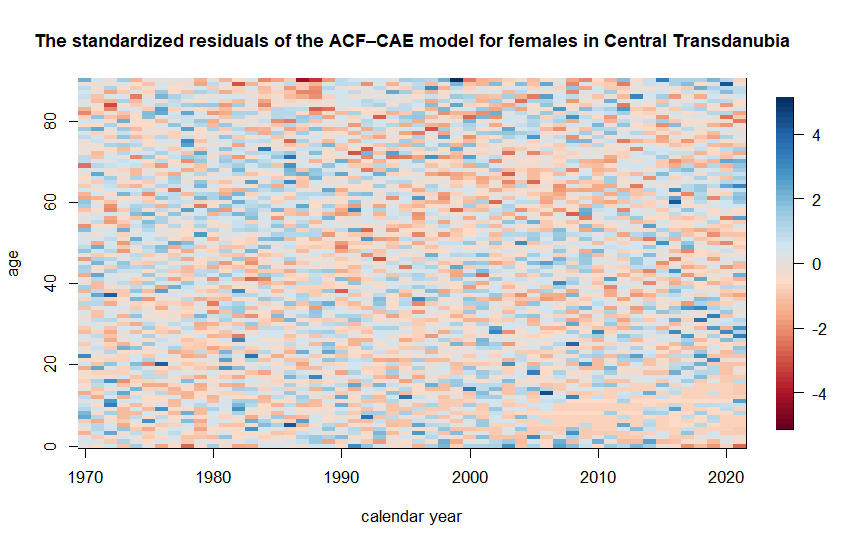 The standardized residuals of the ACF–CAE model for females in Central Transdanubia
80
60
40
20
0
age
1970 1980 1990 2000 2010 2020
calendar year
4
2
0
-2
-4